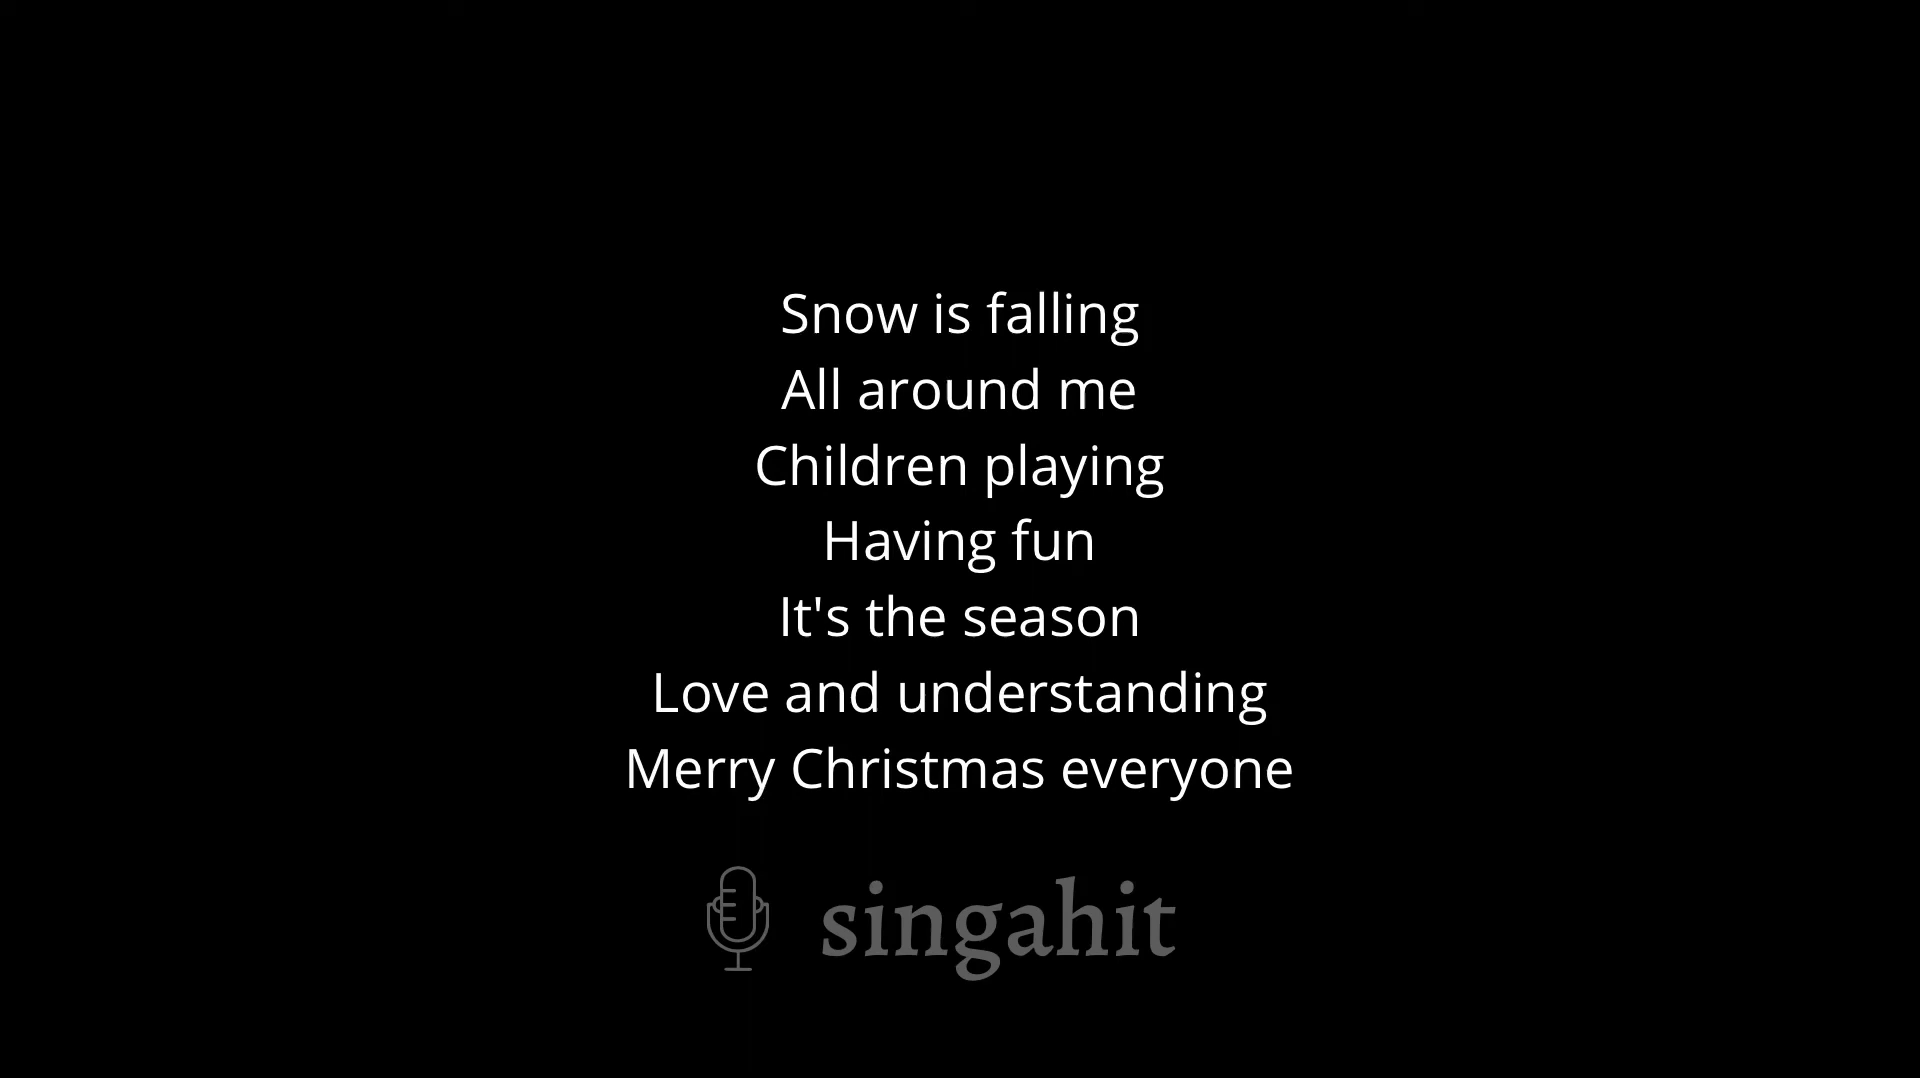 Snow is falling
All around me
Children playing
Having fun
It's the season
Love and understanding
Merry Christmas everyone
singahit